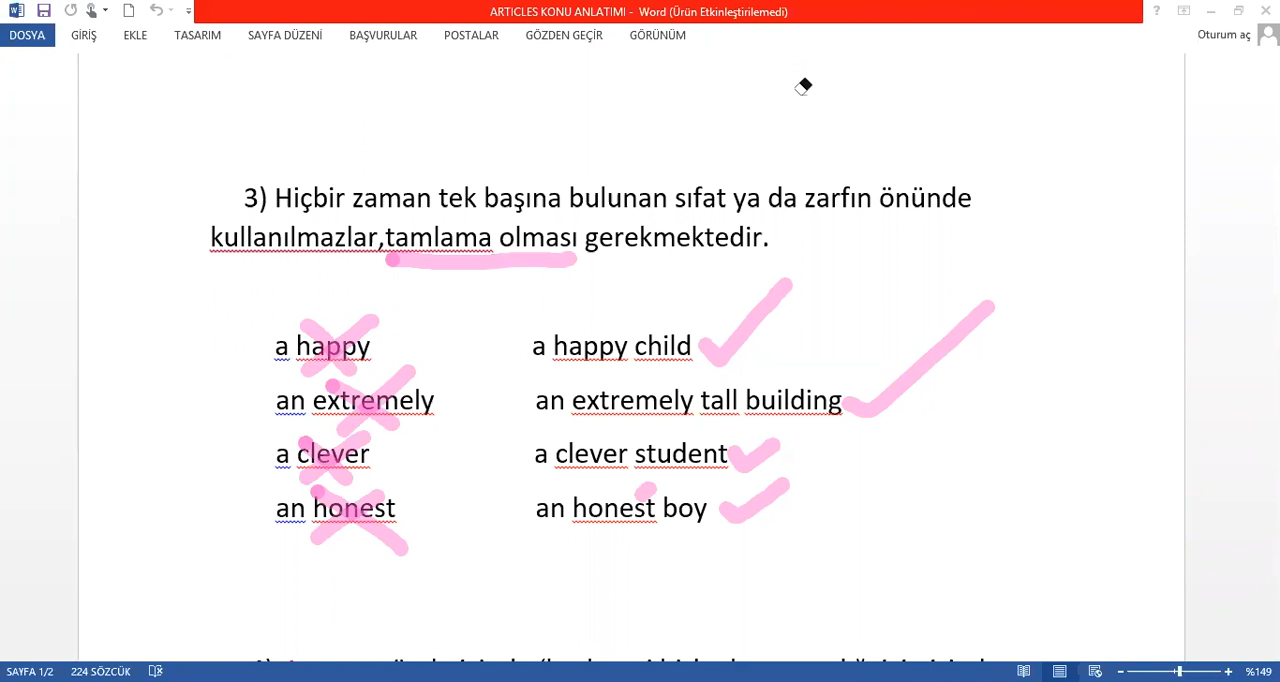 ARTICLES KONU ANLATIMI - Word (Ürün Etkinleştirilemedi)
DOSYA GİRİŞ EKLE TASARIM SAYFA DÜZENİ BAŞVURULAR POSTALAR GÖZDEN GEÇİR GÖRÜNÜM Oturum aç
3) Hiçbir zaman tek başına bulunan sıfat ya da zarfın önünde
kullanılmazlar,tamlama olması gerekmektedir.
a happy a happy child
an extremely an extremely tall building
a clever a clever student
an honest an honest boy
SAYFA 1/2 224 SÖZCÜK %149